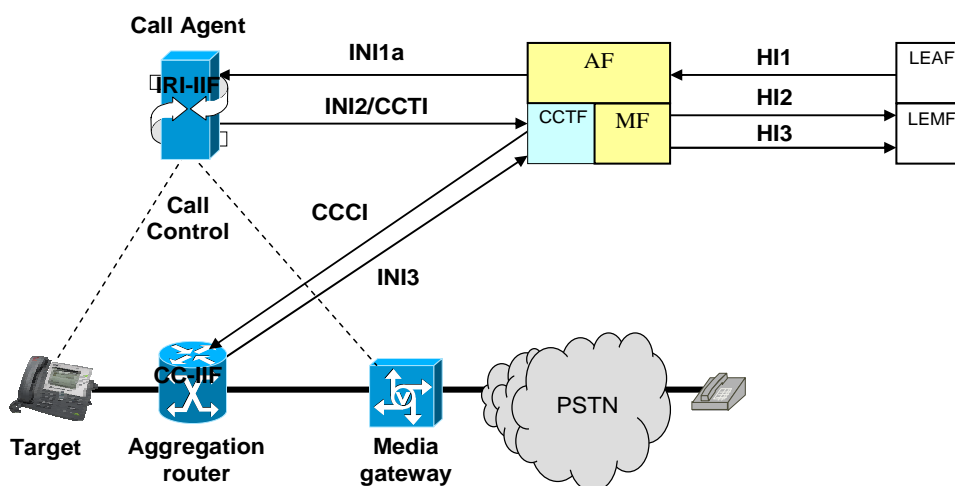 Call Agent
INI1a
AF
HI1
LEAF
IRI-IIF
INI2/CCTI
CCTF
MF
HI2
LEMF
HI3
Call
Control
CCCI
INI3
CC-IIF
V
PSTN
Target
Aggregation
router
Media
gateway